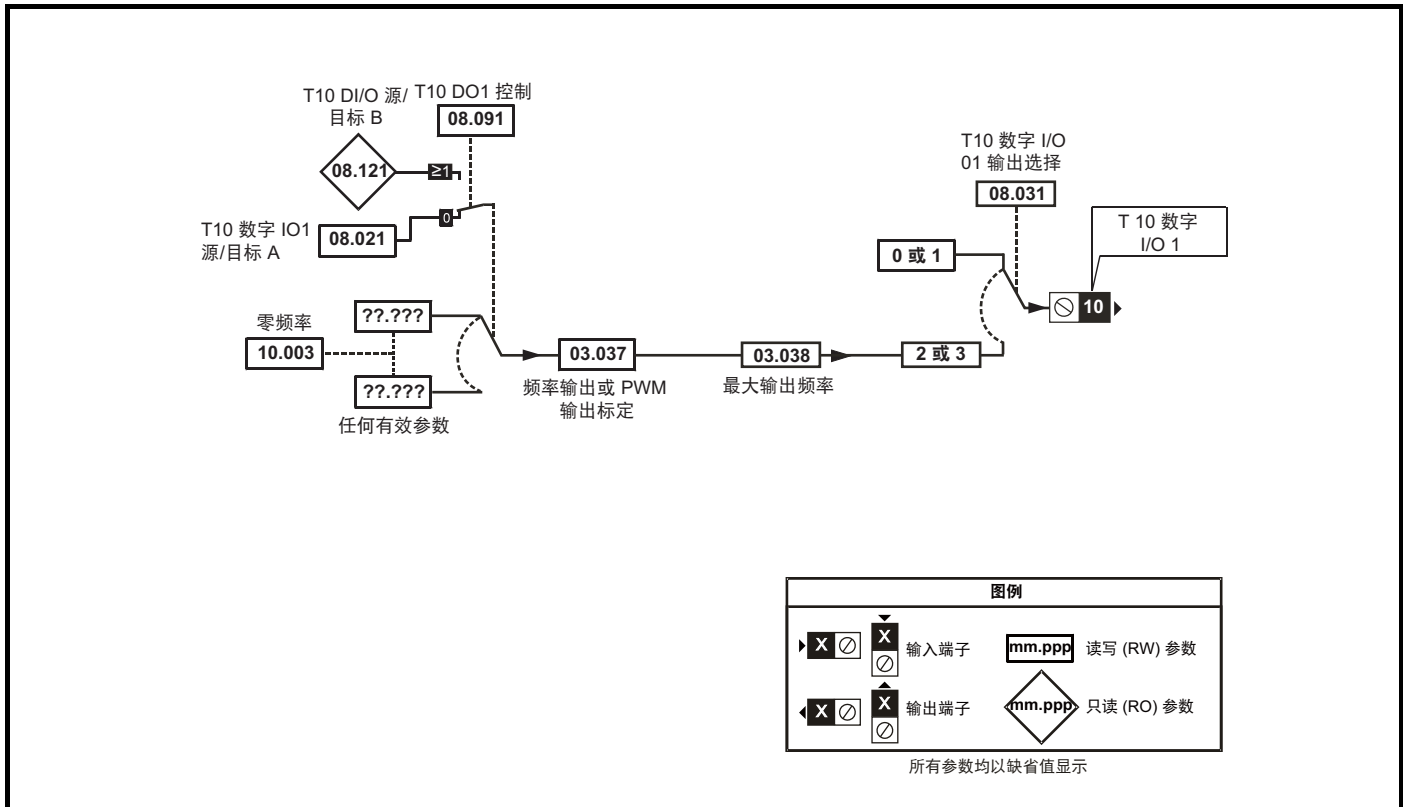 T10 DI/O 源/
目标 B
T10 DO1 控制
08.091
08.121
≥1
0
T10 数字 IO1
源/目标 A
08.021
T10 数字 I/O
01 输出选择
08.031
T 10 数字
I/O 1
0 或 1
10
??.???
零频率
10.003
03.037
03.038
2 或 3
??.???
频率输出或 PWM
输出标定
最大输出频率
任何有效参数
图例
X
X
输入端子
mm.ppp
读写 (RW) 参数
X
X
输出端子
mm.ppp
只读 (RO) 参数
所有参数均以缺省值显示